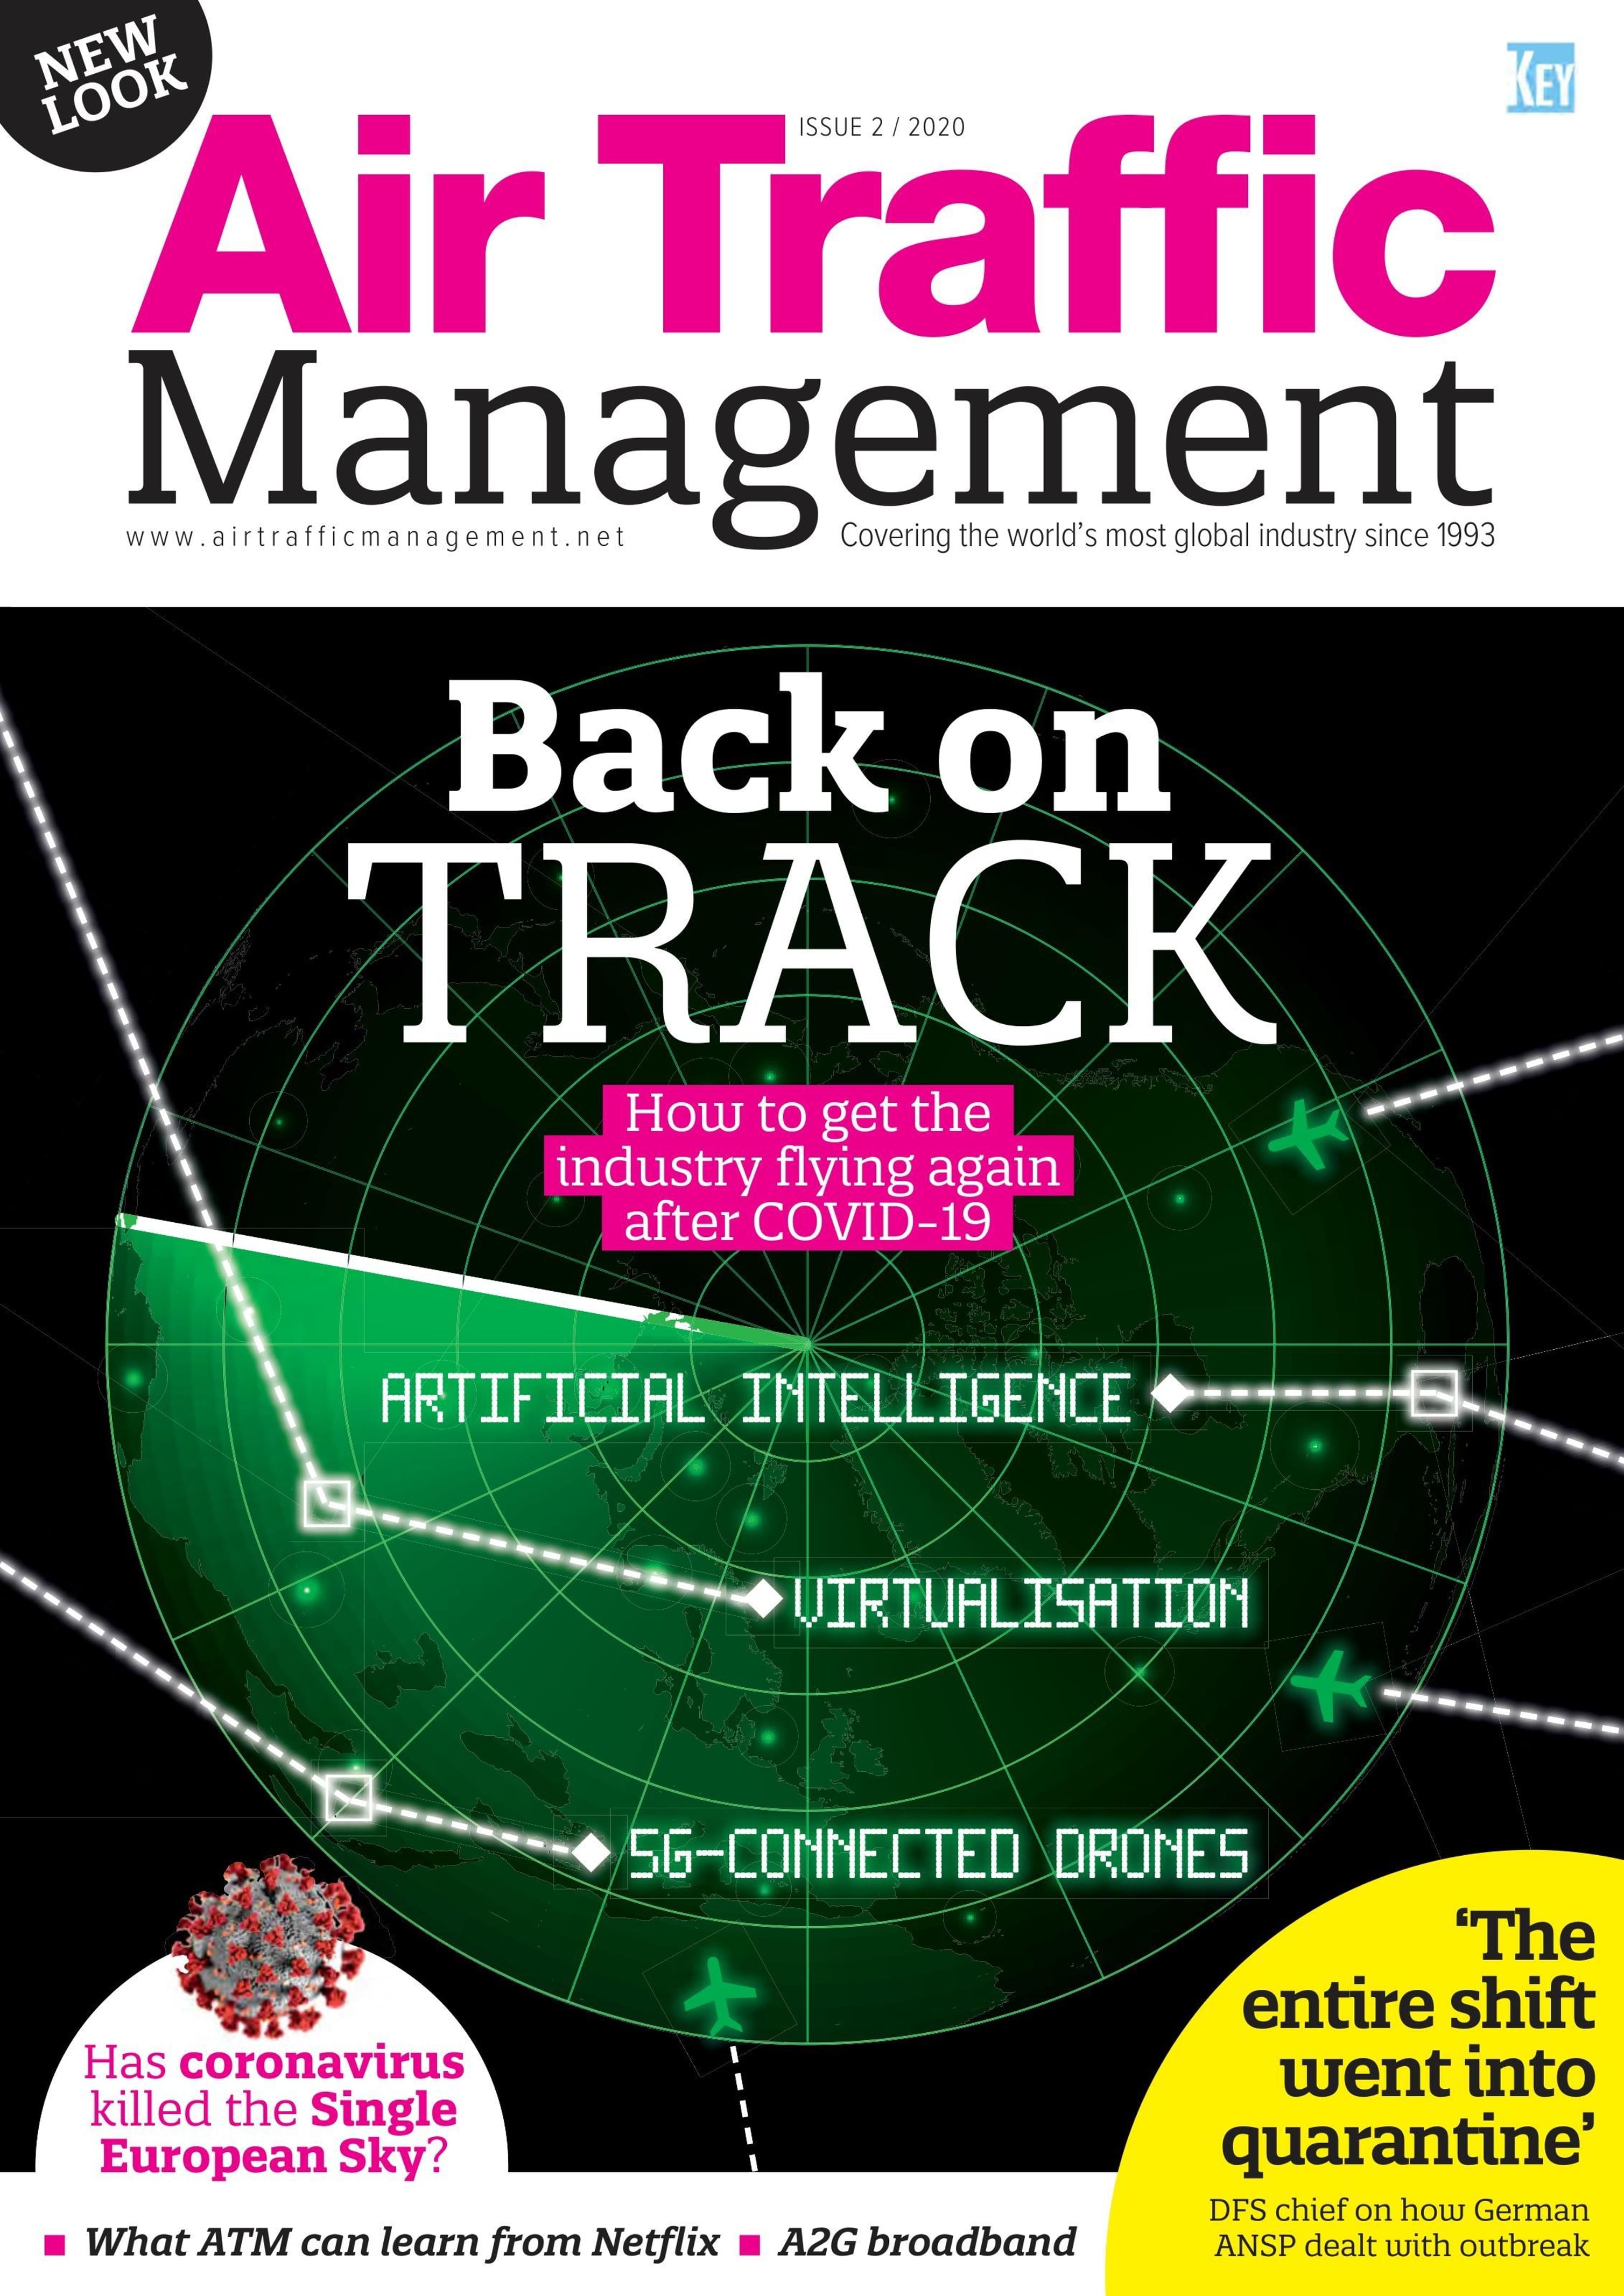 NEW
LOOK
KEY
ISSUE 2 / 2020
Air Traffic
Management
www.airtrafficmanagement.net
Covering the world's most global industry since 1993
Back on
TRACK
How to get the
industry flying again
after COVID-19
ARTIFICIAL INTELLIGENCE
VIRTUALISATION
5G-CONNECTED DRONES
Has coronavirus
killed the Single
European Sky?
‘The
entire shift
went into
quarantine’
DFS chief on how German
ANSP dealt with outbreak
■ What ATM can learn from Netflix ■ A2G broadband